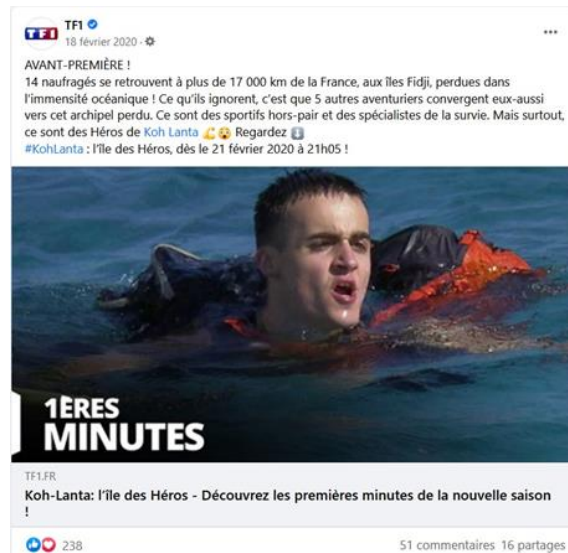 TF1
TF1
18 février 2020 ·
AVANT-PREMIÈRE !
14 naufragés se retrouvent à plus de 17 000 km de la France, aux îles Fidji, perdues dans
l'immensité océanique ! Ce qu'ils ignorent, c'est que 5 autres aventuriers convergent eux-aussi
vers cet archipel perdu. Ce sont des sportifs hors-pair et des spécialistes de la survie. Mais surtout,
ce sont des Héros de Koh Lanta 💪😵 Regardez ⬇️
#KohLanta : l'île des Héros, dès le 21 février 2020 à 21h05 !
1ÈRES
MINUTES
TF1.FR
Koh-Lanta: l'île des Héros - Découvrez les premières minutes de la nouvelle saison
!
238
51 commentaires 16 partages